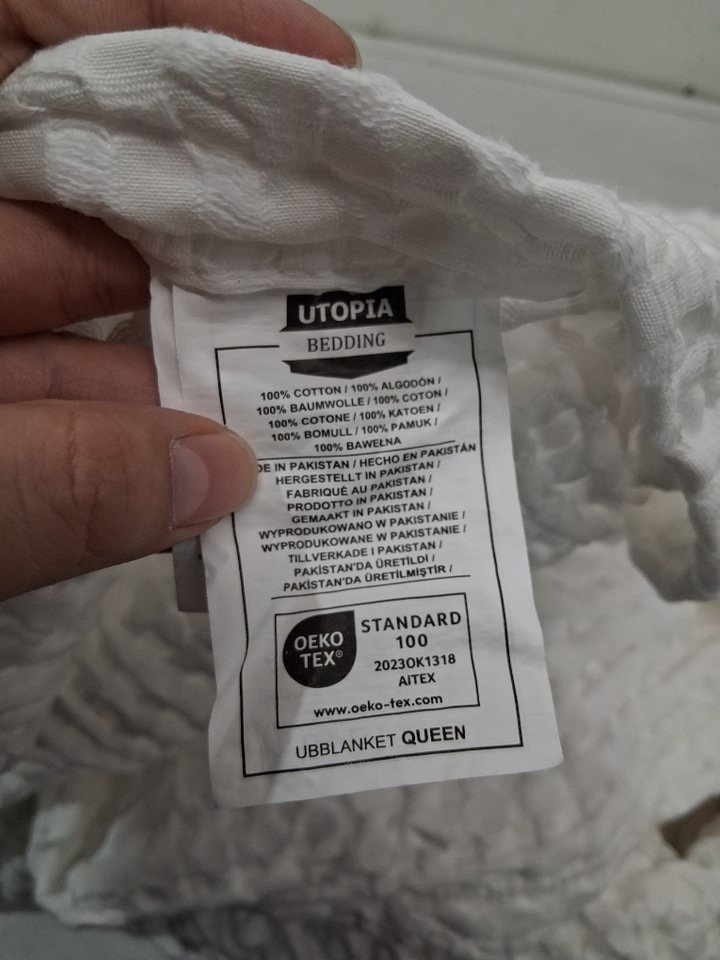 UTOPIA
BEDDING
100% COTTON / 100% ALGODÓN /
100% BAUMWOLLE / 100% COTON /
100% COTONE / 100% KATOEN /
100% BOMULL / 100% PAMUK /
100% BAWEŁNA
DE IN PAKISTAN / HECHO EN PAKISTÁN
HERGESTELLT IN PAKISTAN /
FABRIQUÉ AU PAKISTAN /
PRODOTTO IN PAKISTAN /
GEMAAKT IN PAKISTAN /
WYPRODUKOWANO W PAKISTANIE /
WYPRODUKOWANE W PAKISTANIE /
TILLVERKADE I PAKISTAN /
PAKİSTAN'DA ÜRETİLDİ /
PAKİSTAN'DA ÜRETİLMİŞTİR /
OEKO
TEX®
STANDARD
100
2023OK1318
AITEX
www.oeko-tex.com
UBBLANKET QUEEN